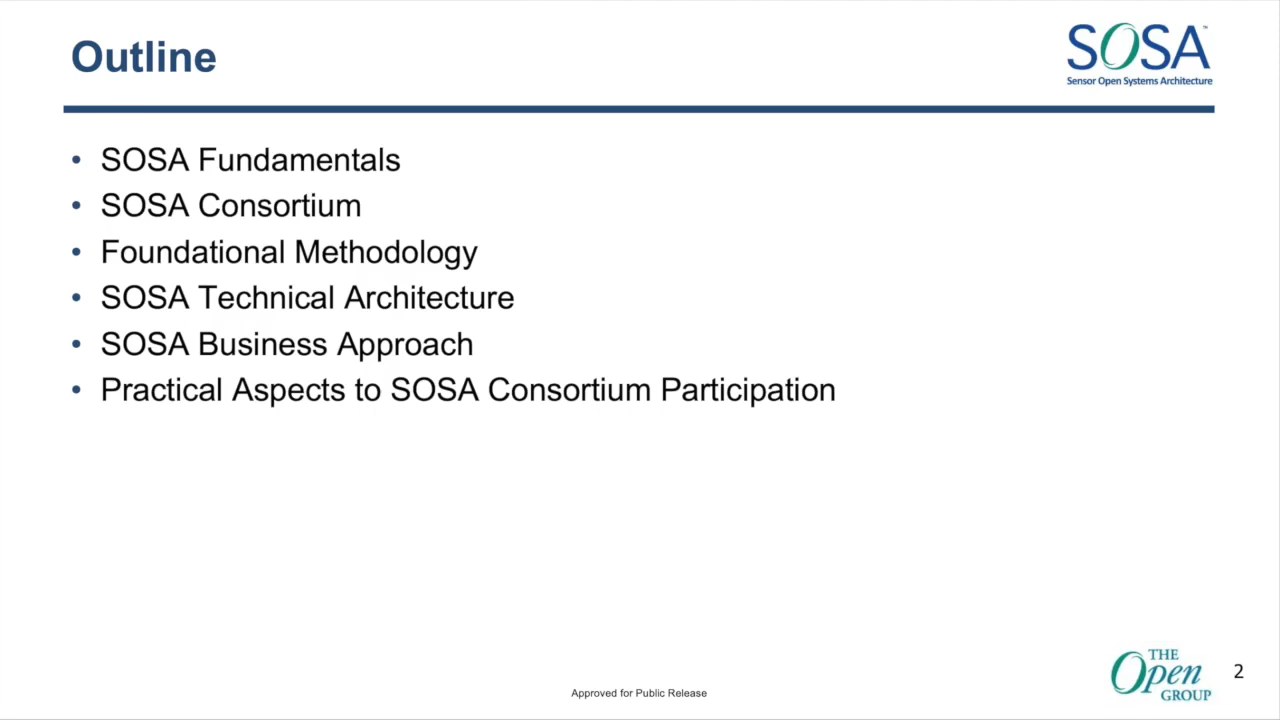 Outline
SOSA™
Sensor Open Systems Architecture
• SOSA Fundamentals
• SOSA Consortium
• Foundational Methodology
• SOSA Technical Architecture
• SOSA Business Approach
• Practical Aspects to SOSA Consortium Participation
THE
Open
GROUP
2
Approved for Public Release